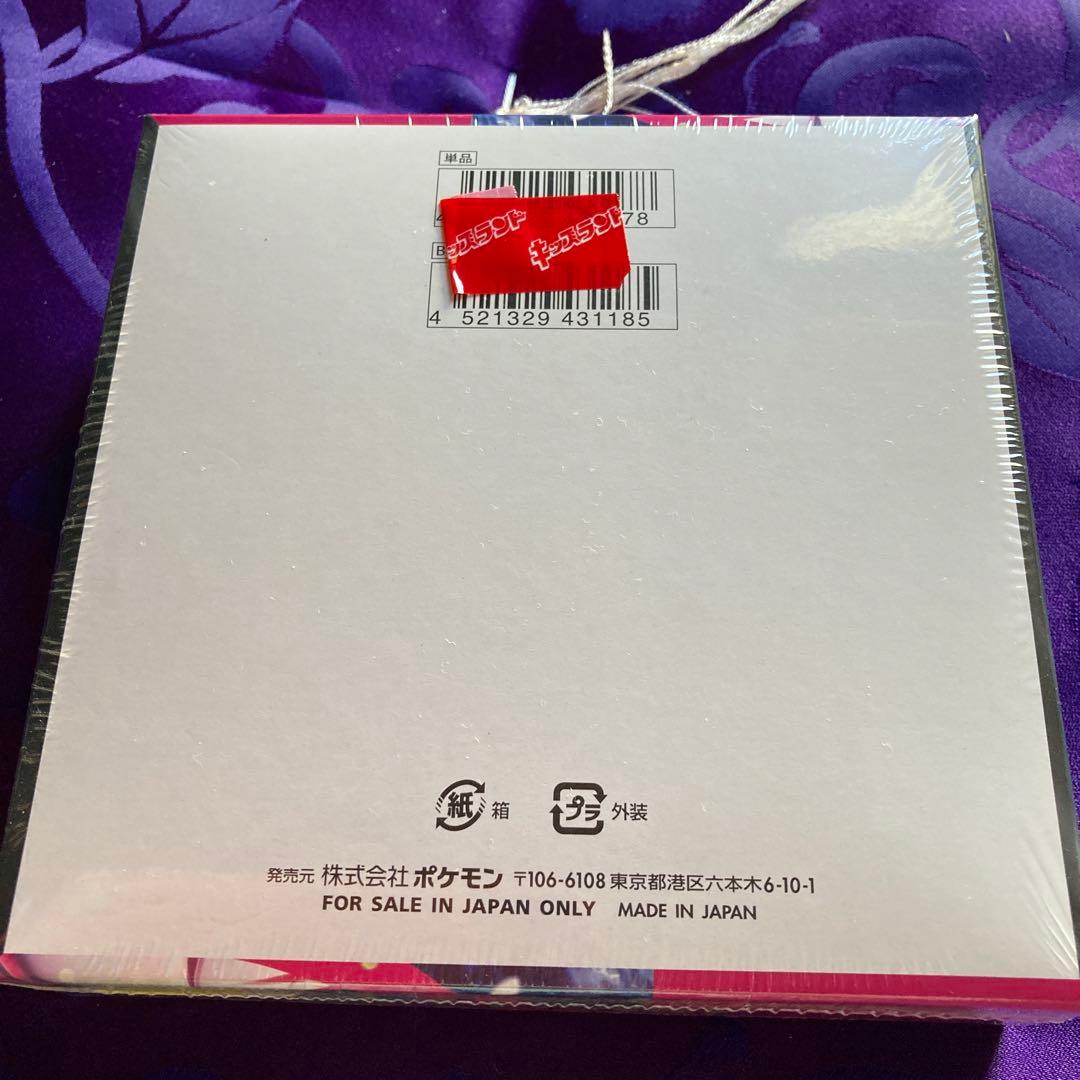 単品
4
78
B
ッズランド キッズランド
4 521329 431185
紙 箱 プラ 外装
発売元 株式会社ポケモン 〒106-6108 東京都港区六本木6-10-1
FOR SALE IN JAPAN ONLY MADE IN JAPAN